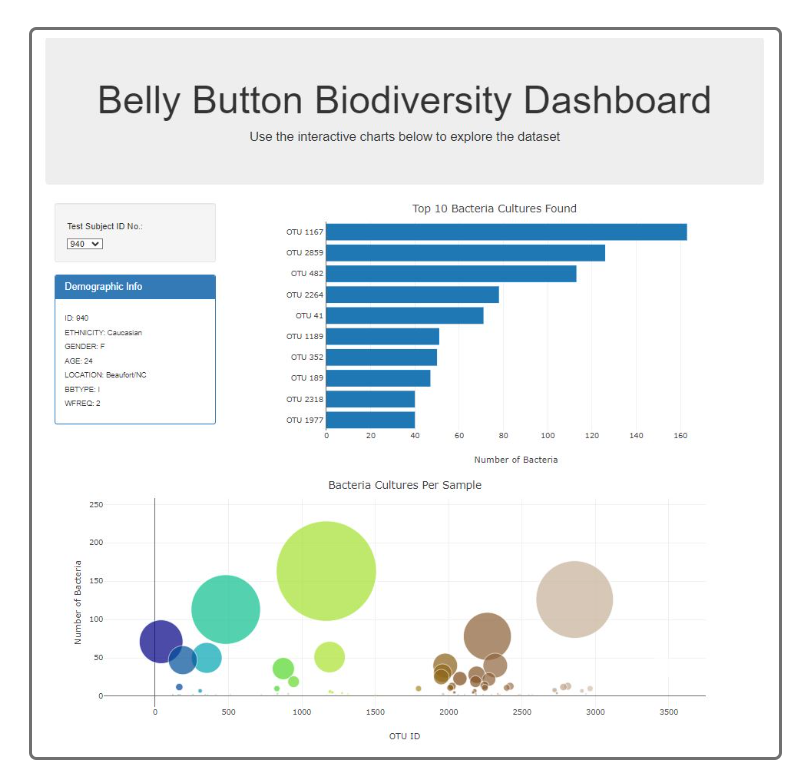 Belly Button Biodiversity Dashboard
Use the interactive charts below to explore the dataset
Test Subject ID No.:
940
Demographic Info
ID: 940
ETHNICITY: Caucasian
GENDER: F
AGE: 24
LOCATION: Beaufort/NC
BBTYPE: I
WFREQ: 2
Top 10 Bacteria Cultures Found
OTU 1167
OTU 2859
OTU 482
OTU 2264
OTU 41
OTU 1189
OTU 352
OTU 189
OTU 2318
OTU 1977
0 20 40 60 80 100 120 140 160
Number of Bacteria
Bacteria Cultures Per Sample
250
200
150
100
50
0
Number of Bacteria
0 500 1000 1500 2000 2500 3000 3500
OTU ID